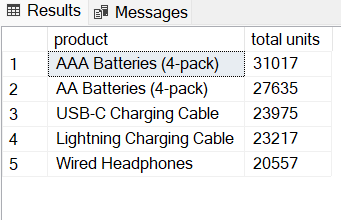 Results Messages
product total units
1 AAA Batteries (4-pack) 31017
2 AA Batteries (4-pack) 27635
3 USB-C Charging Cable 23975
4 Lightning Charging Cable 23217
5 Wired Headphones 20557